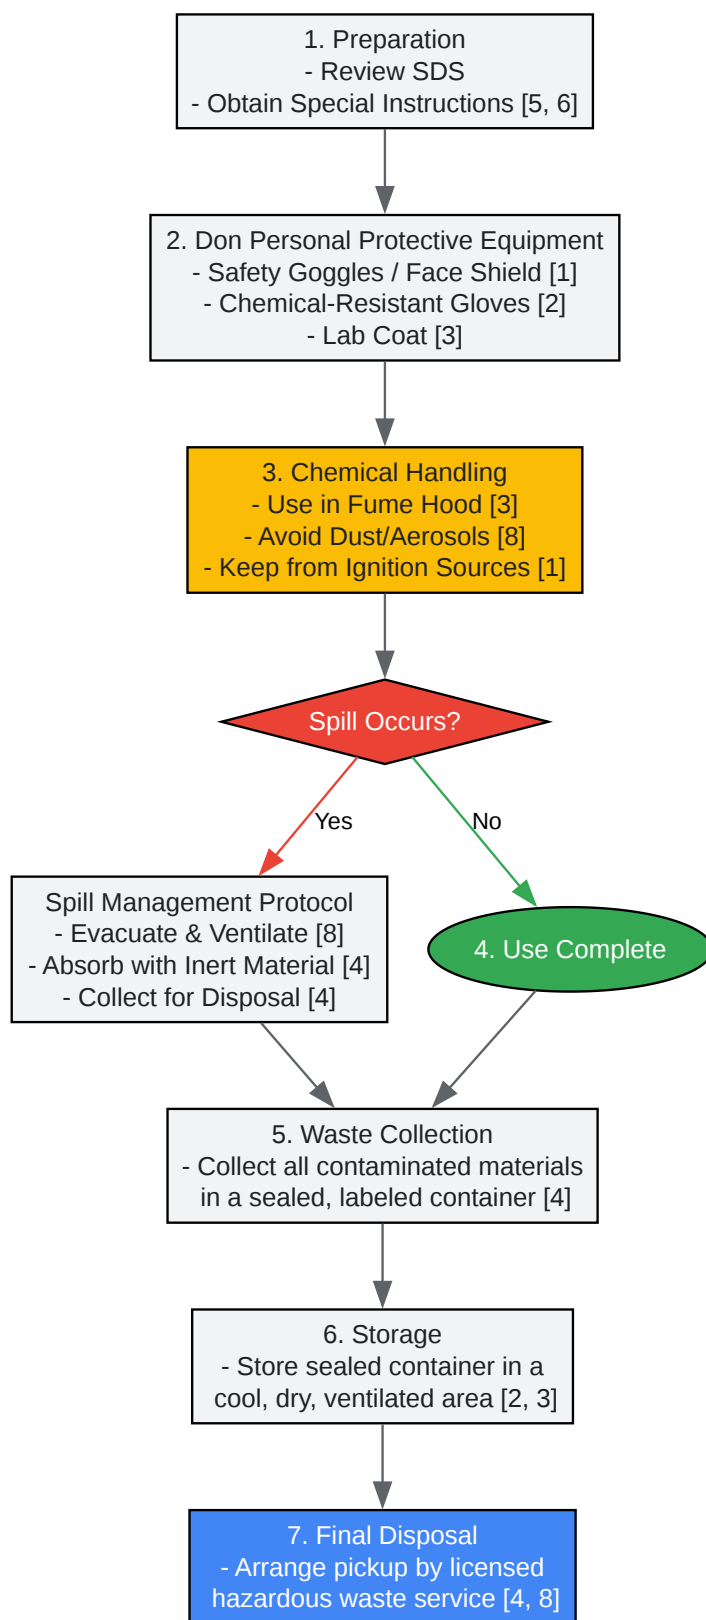 1. Preparation
- Review SDS
- Obtain Special Instructions [5, 6]
2. Don Personal Protective Equipment
- Safety Goggles / Face Shield [1]
- Chemical-Resistant Gloves [2]
- Lab Coat [3]
3. Chemical Handling
- Use in Fume Hood [3]
- Avoid Dust/Aerosols [8]
- Keep from Ignition Sources [1]
Spill Occurs?
Yes
No
Spill Management Protocol
- Evacuate & Ventilate [8]
- Absorb with Inert Material [4]
- Collect for Disposal [4]
4. Use Complete
5. Waste Collection
- Collect all contaminated materials
in a sealed, labeled container [4]
6. Storage
- Store sealed container in a
cool, dry, ventilated area [2, 3]
7. Final Disposal
- Arrange pickup by licensed
hazardous waste service [4, 8]